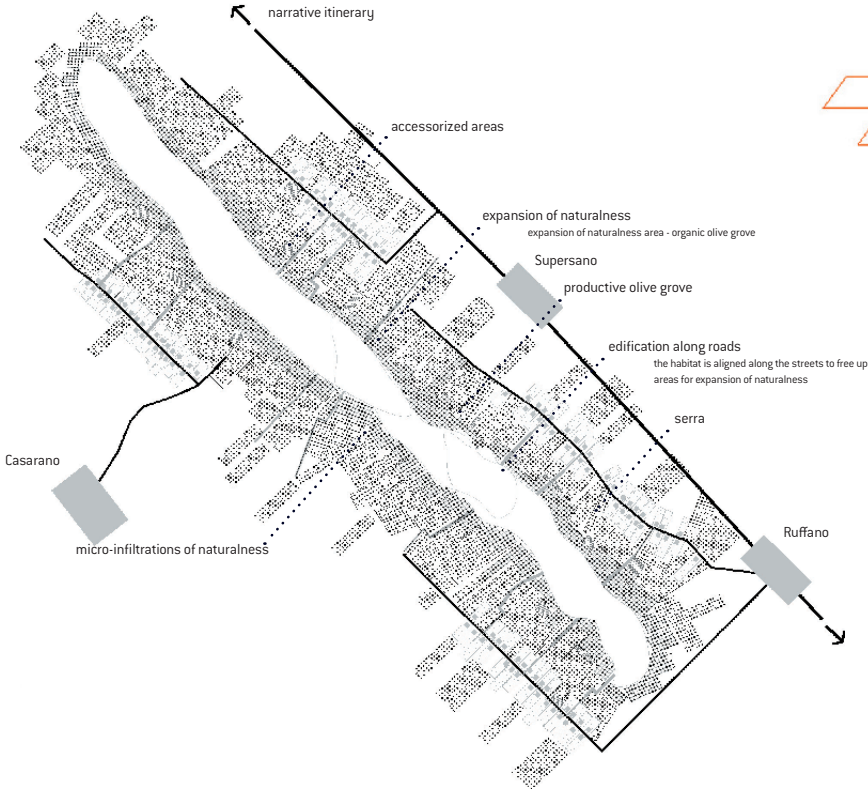 narrative itinerary
accessorized areas
expansion of naturalness
expansion of naturalness area - organic olive grove
Supersano
productive olive grove
edification along roads
the habitat is aligned along the streets to free up
areas for expansion of naturalness
serra
Casarano
Ruffano
micro-infiltrations of naturalness